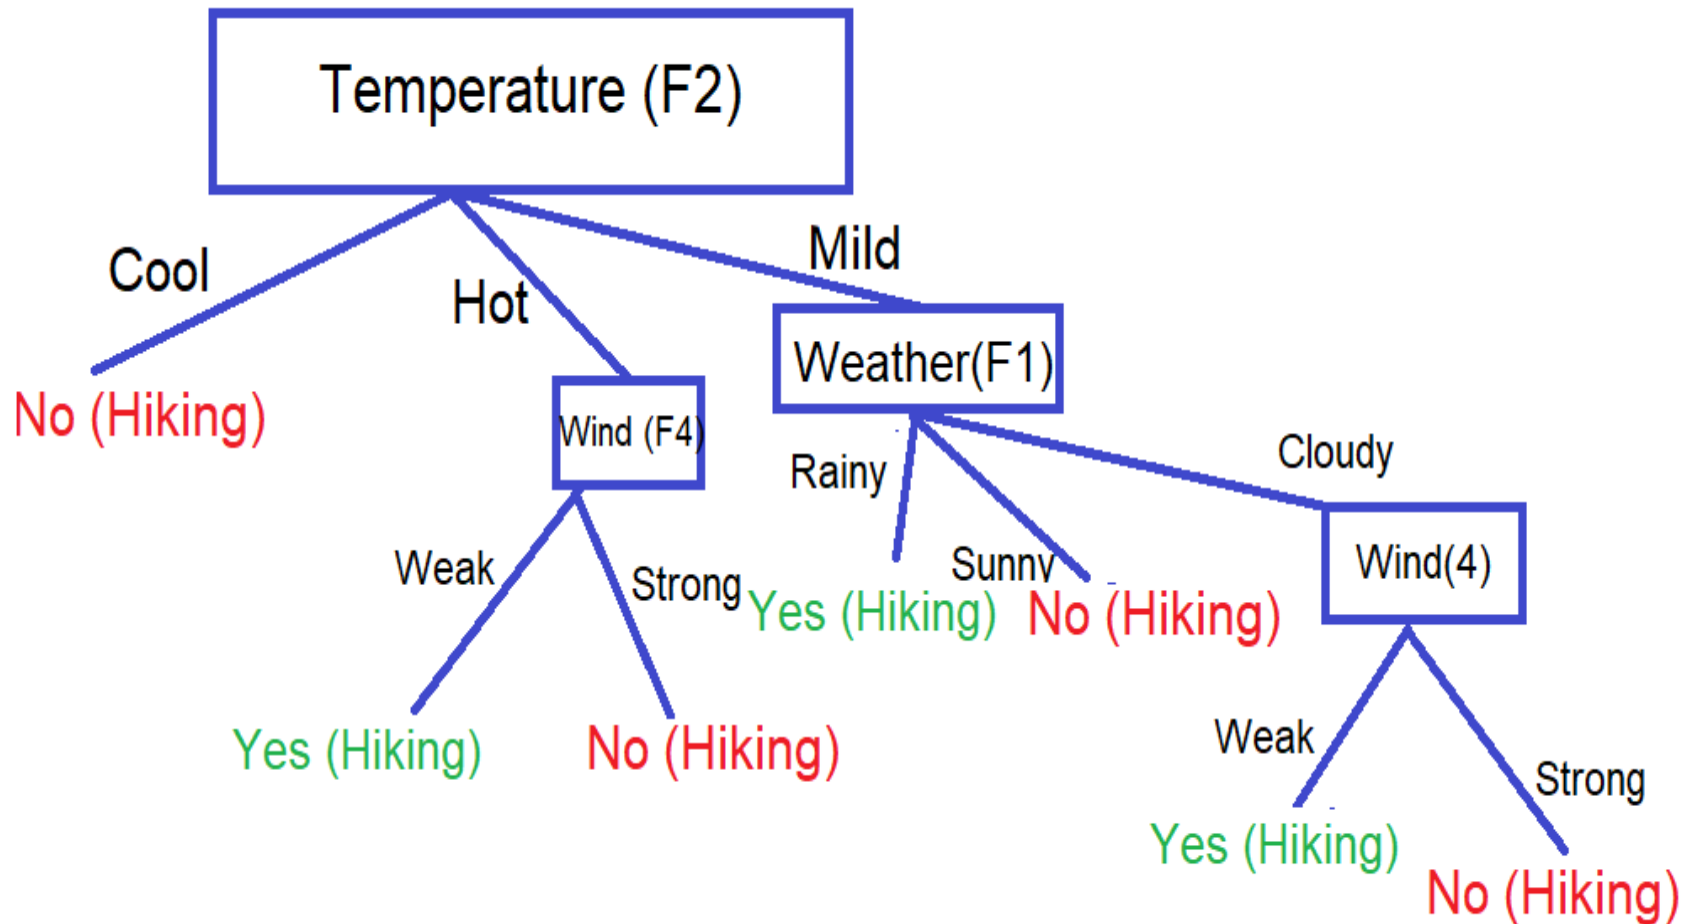 Temperature (F2)
Cool
Hot
Mild
No (Hiking)
Wind (F4)
Weather(F1)
Weak
Strong
Rainy
Sunny
Cloudy
Yes (Hiking)
No (Hiking)
Yes (Hiking)
No (Hiking)
Wind(4)
Weak
Strong
Yes (Hiking)
No (Hiking)